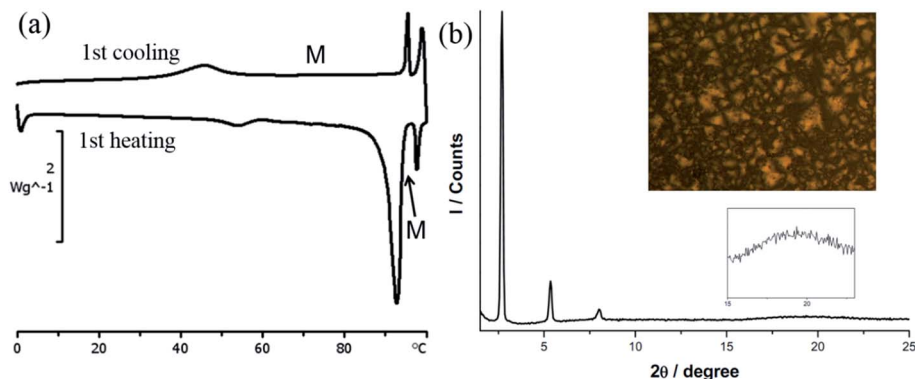 (a)
1st cooling
M
1st heating
2
Wg^-1
M
0 20 40 60 80 °C
(b)
I / Counts
15 20
5 10 15 20 25
2θ / degree